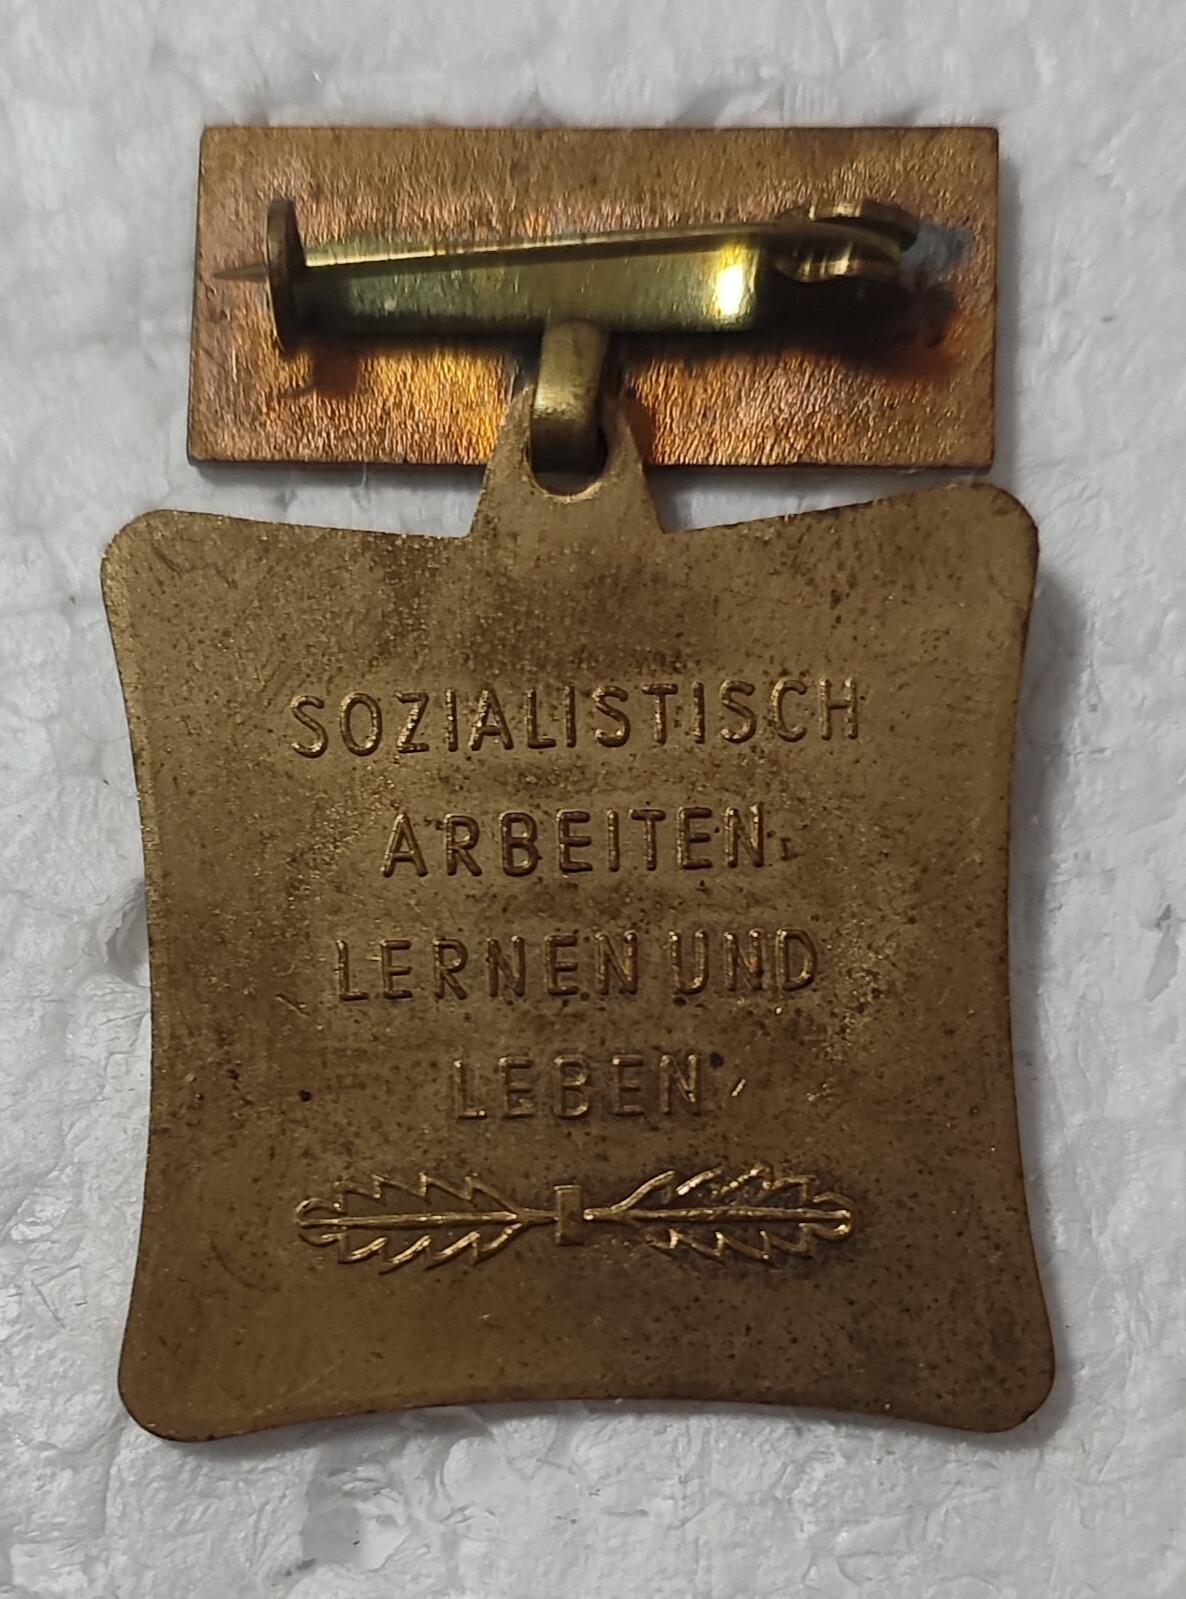 SOZIALISTISCH
ARBEITEN
LERNEN UND
LEBEN